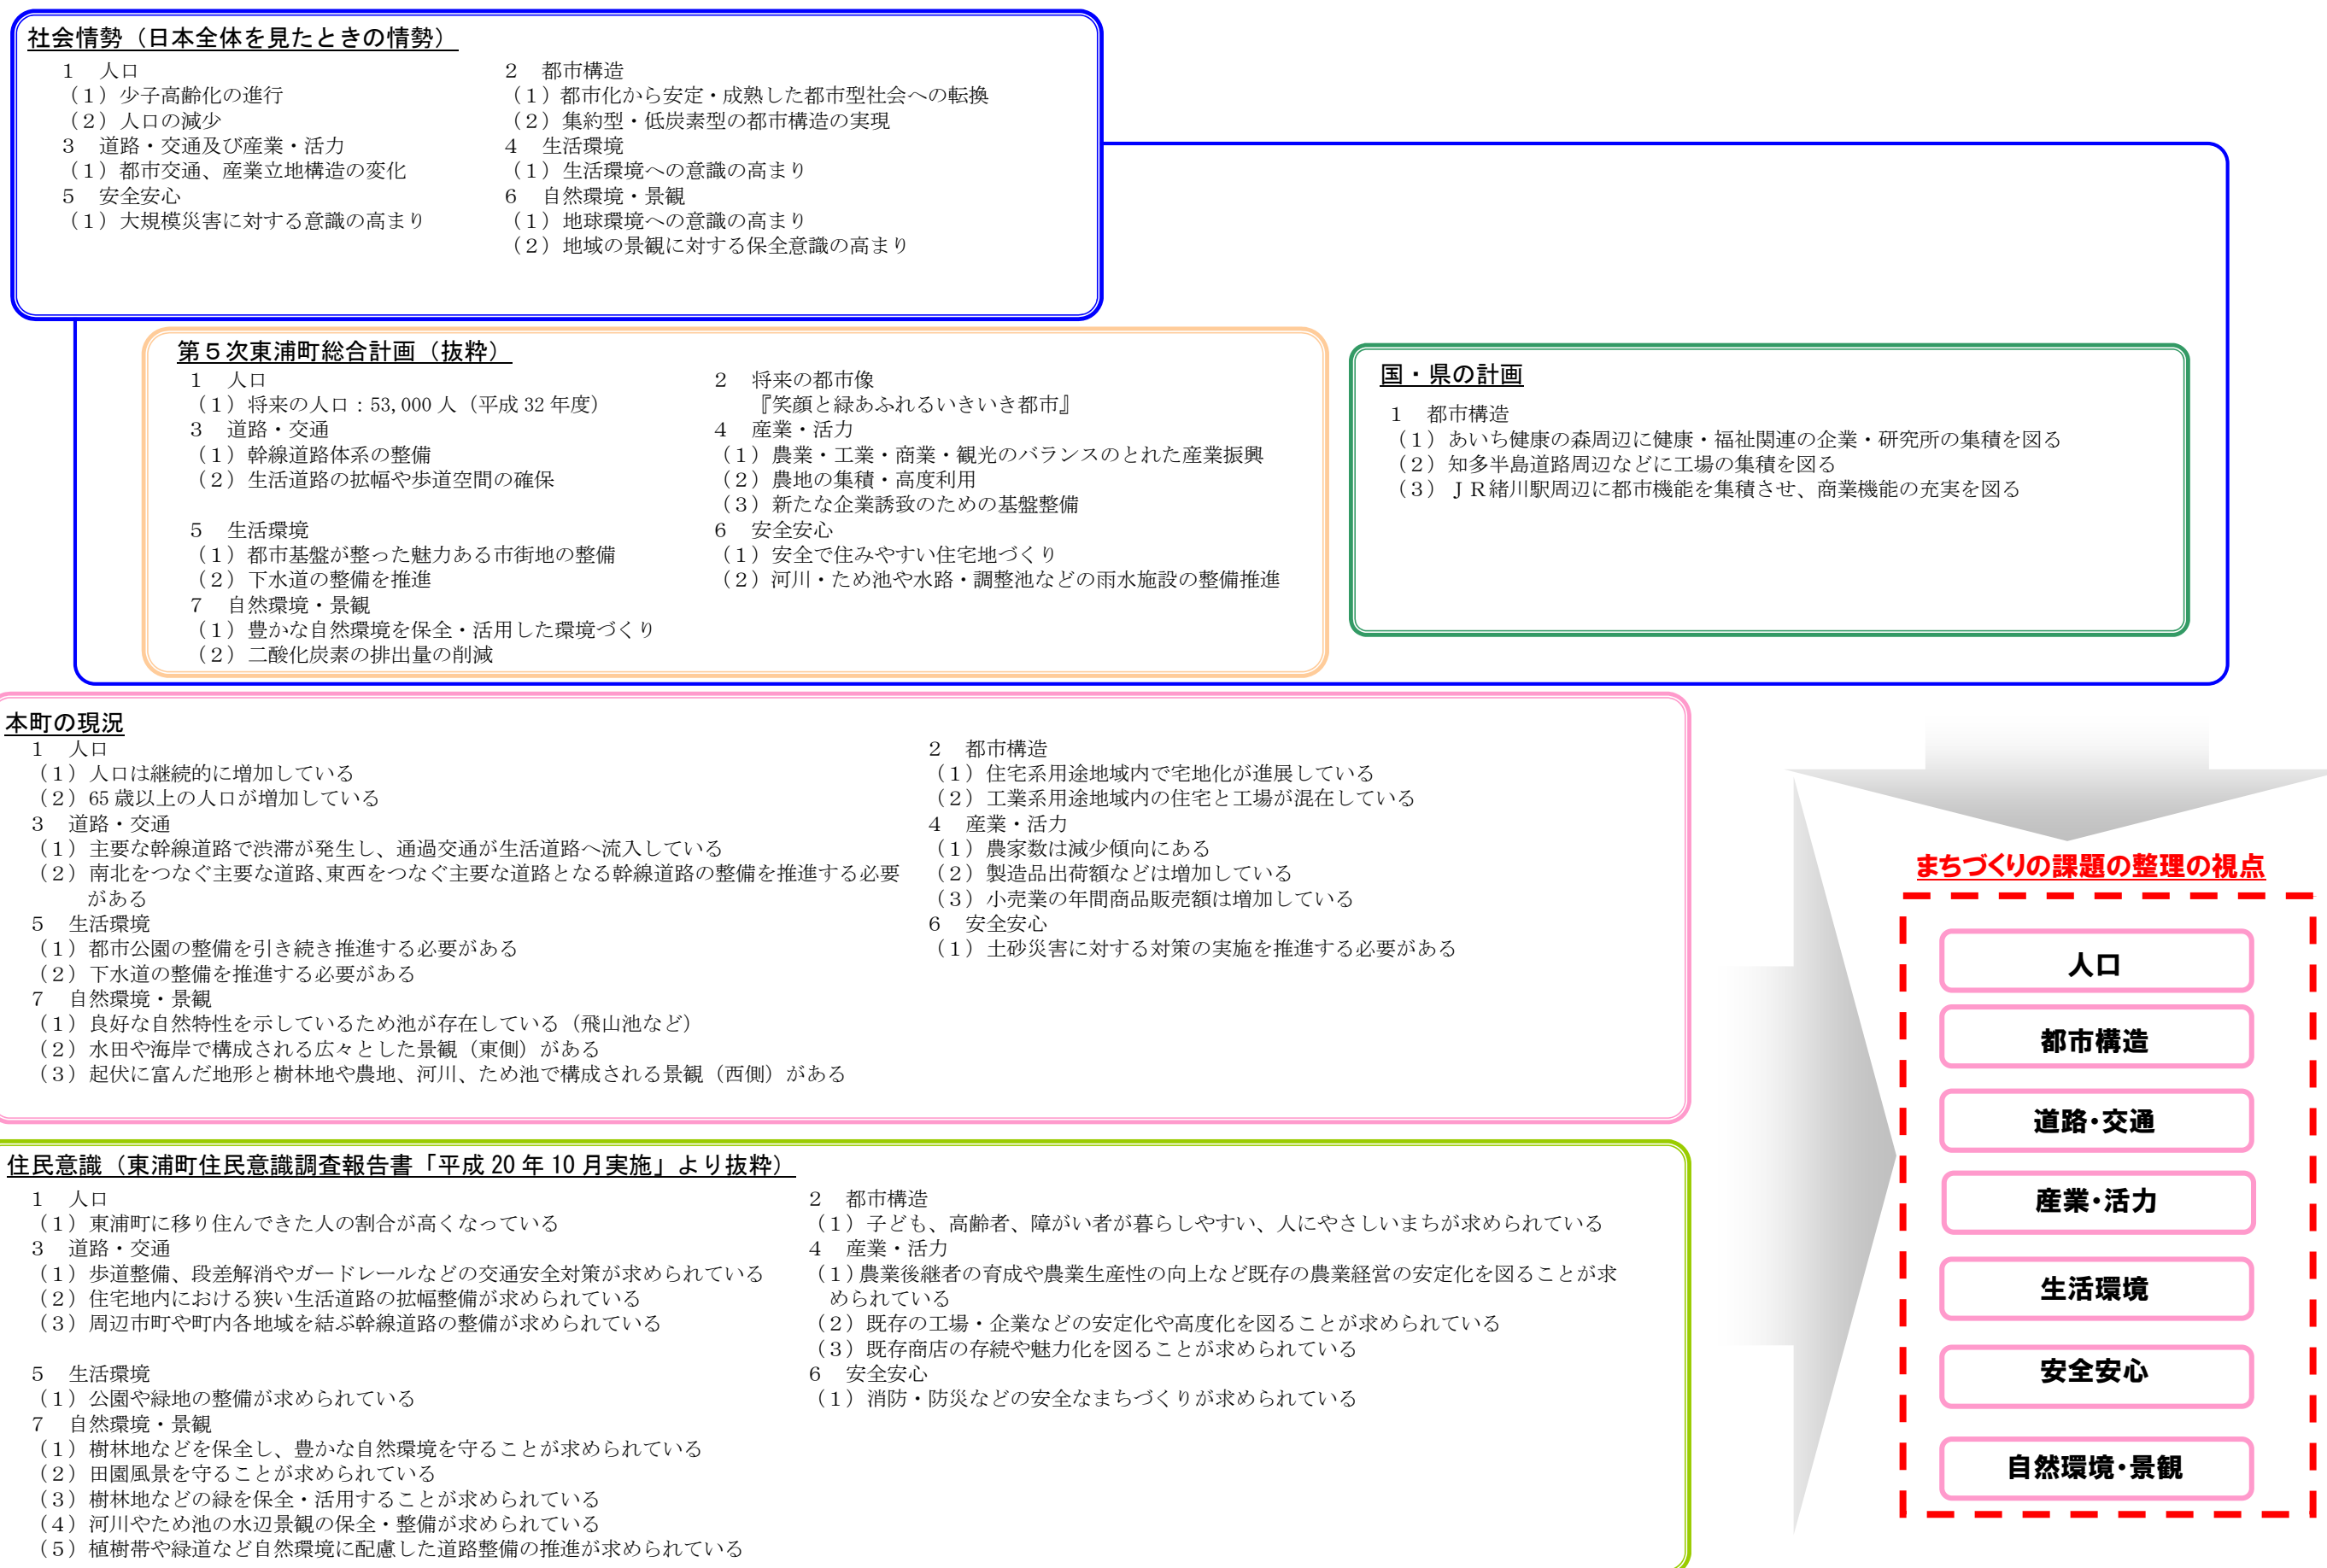 社会情勢（日本全体を見たときの情勢）
1　人口
（1）少子高齢化の進行
（2）人口の減少
3　道路・交通及び産業・活力
（1）都市交通、産業立地構造の変化
5　安全安心
（1）大規模災害に対する意識の高まり
2　都市構造
（1）都市化から安定・成熟した都市型社会への転換
（2）集約型・低炭素型の都市構造の実現
4　生活環境
（1）生活環境への意識の高まり
6　自然環境・景観
（1）地球環境への意識の高まり
（2）地域の景観に対する保全意識の高まり
第５次東浦町総合計画（抜粋）
1　人口
（1）将来の人口：53,000人（平成32年度）
3　道路・交通
（1）幹線道路体系の整備
（2）生活道路の拡幅や歩道空間の確保
5　生活環境
（1）都市基盤が整った魅力ある市街地の整備
（2）下水道の整備を推進
7　自然環境・景観
（1）豊かな自然環境を保全・活用した環境づくり
（2）二酸化炭素の排出量の削減
2　将来の都市像
『笑顔と緑あふれるいきいき都市』
4　産業・活力
（1）農業・工業・商業・観光のバランスのとれた産業振興
（2）農地の集積・高度利用
（3）新たな企業誘致のための基盤整備
6　安全安心
（1）安全で住みやすい住宅地づくり
（2）河川・ため池や水路・調整池などの雨水施設の整備推進
国・県の計画
1　都市構造
（1）あいち健康の森周辺に健康・福祉関連の企業・研究所の集積を図る
（2）知多半島道路周辺などに工場の集積を図る
（3）ＪＲ緒川駅周辺に都市機能を集積させ、商業機能の充実を図る
本町の現況
1　人口
（1）人口は継続的に増加している
（2）65歳以上の人口が増加している
3　道路・交通
（1）主要な幹線道路で渋滞が発生し、通過交通が生活道路へ流入している
（2）南北をつなぐ主要な道路、東西をつなぐ主要な道路となる幹線道路の整備を推進する必要
がある
5　生活環境
（1）都市公園の整備を引き続き推進する必要がある
（2）下水道の整備を推進する必要がある
7　自然環境・景観
（1）良好な自然特性を示しているため池が存在している（飛山池など）
（2）水田や海岸で構成される広々とした景観（東側）がある
（3）起伏に富んだ地形と樹林地や農地、河川、ため池で構成される景観（西側）がある
2　都市構造
（1）住宅系用途地域内で宅地化が進展している
（2）工業系用途地域内の住宅と工場が混在している
4　産業・活力
（1）農家数は減少傾向にある
（2）製造品出荷額などは増加している
（3）小売業の年間商品販売額は増加している
6　安全安心
（1）土砂災害に対する対策の実施を推進する必要がある
住民意識（東浦町住民意識調査報告書「平成20年10月実施」より抜粋）
1　人口
（1）東浦町に移り住んできた人の割合が高くなっている
3　道路・交通
（1）歩道整備、段差解消やガードレールなどの交通安全対策が求められている
（2）住宅地内における狭い生活道路の拡幅整備が求められている
（3）周辺市町や町内各地域を結ぶ幹線道路の整備が求められている
5　生活環境
（1）公園や緑地の整備が求められている
7　自然環境・景観
（1）樹林地などを保全し、豊かな自然環境を守ることが求められている
（2）田園風景を守ることが求められている
（3）樹林地などの緑を保全・活用することが求められている
（4）河川やため池の水辺景観の保全・整備が求められている
（5）植樹帯や緑道など自然環境に配慮した道路整備の推進が求められている
2　都市構造
（1）子ども、高齢者、障がい者が暮らしやすい、人にやさしいまちが求められている
4　産業・活力
（1）農業後継者の育成や農業生産性の向上など既存の農業経営の安定化を図ることが求
められている
（2）既存の工場・企業などの安定化や高度化を図ることが求められている
（3）既存商店の存続や魅力化を図ることが求められている
6　安全安心
（1）消防・防災などの安全なまちづくりが求められている
まちづくりの課題の整理の視点
人口
都市構造
道路・交通
産業・活力
生活環境
安全安心
自然環境・景観